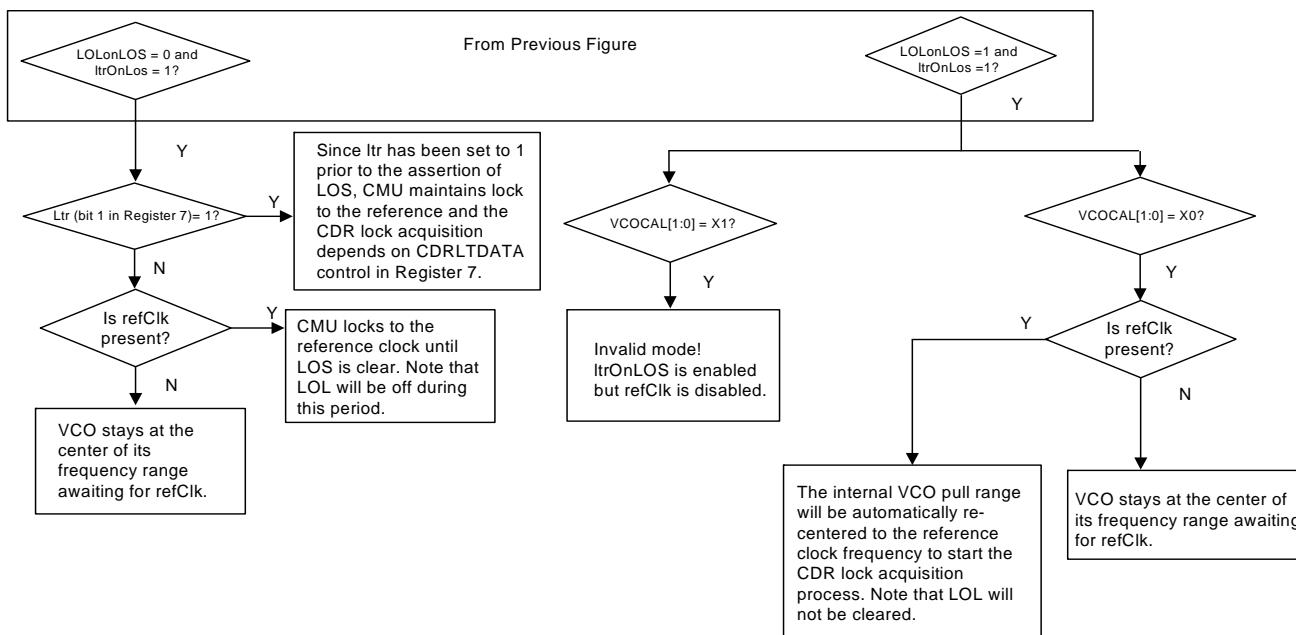 From Previous Figure
LOLonLOS = 0 and
ltrOnLos = 1?
LOLonLOS =1 and
ltrOnLos =1?
Y
Y
Ltr (bit 1 in Register 7)= 1?
Y
Since ltr has been set to 1
prior to the assertion of
LOS, CMU maintains lock
to the reference and the
CDR lock acquisition
depends on CDRLTDATA
control in Register 7.
N
Is refClk
present?
Y
CMU locks to the
reference clock until
LOS is clear. Note that
LOL will be off during
this period.
N
VCO stays at the
center of its
frequency range
awaiting for refClk.
VCOCAL[1:0] = X1?
Y
Invalid mode!
ltrOnLOS is enabled
but refClk is disabled.
VCOCAL[1:0] = X0?
Y
Is refClk
present?
Y
N
The internal VCO pull range
will be automatically re-
centered to the reference
clock frequency to start the
CDR lock acquisition
process. Note that LOL will
not be cleared.
VCO stays at the center of
its frequency range awaiting
for refClk.